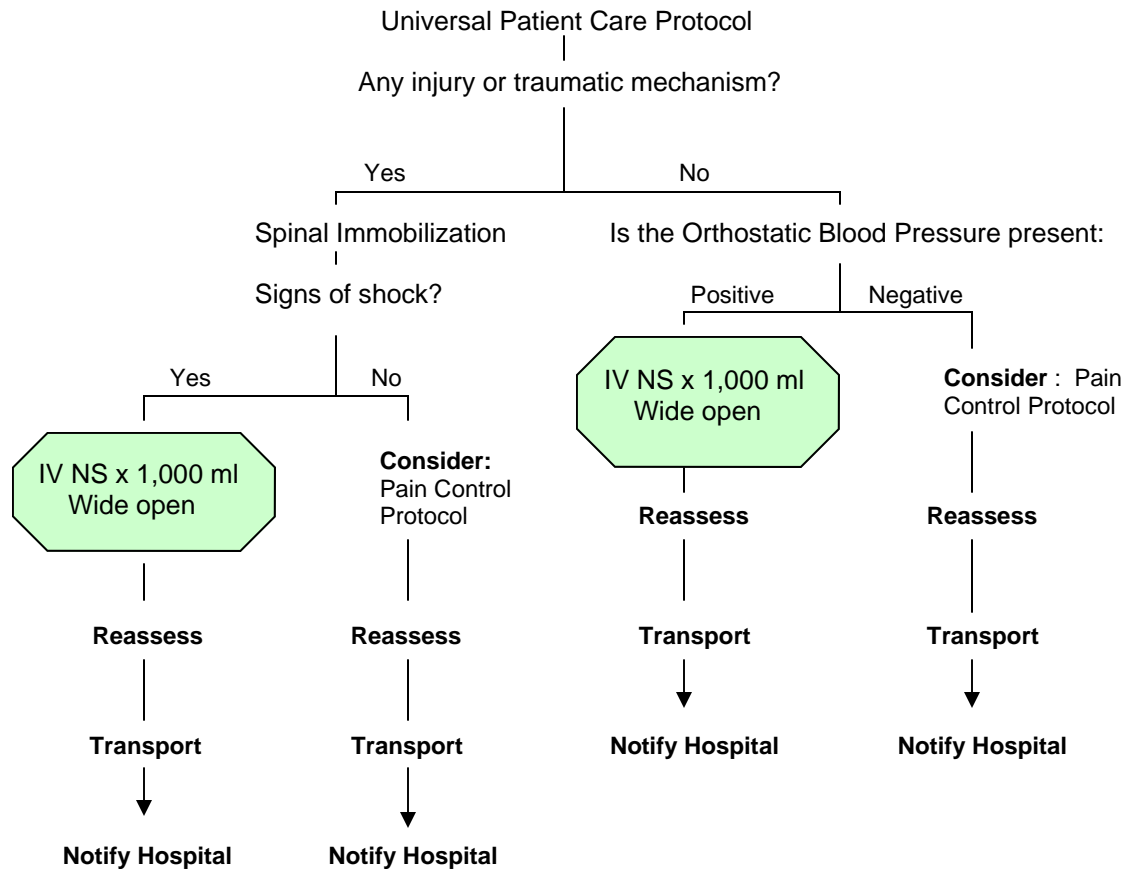 Universal Patient Care Protocol
Any injury or traumatic mechanism?
Yes
No
Spinal Immobilization
Is the Orthostatic Blood Pressure present:
Signs of shock?
Positive
Negative
Yes
No
IV NS x 1,000 ml
Wide open
Consider : Pain
Control Protocol
IV NS x 1,000 ml
Wide open
Consider:
Pain Control
Protocol
Reassess
Reassess
Reassess
Reassess
Transport
Transport
Transport
Transport
Notify Hospital
Notify Hospital
Notify Hospital
Notify Hospital